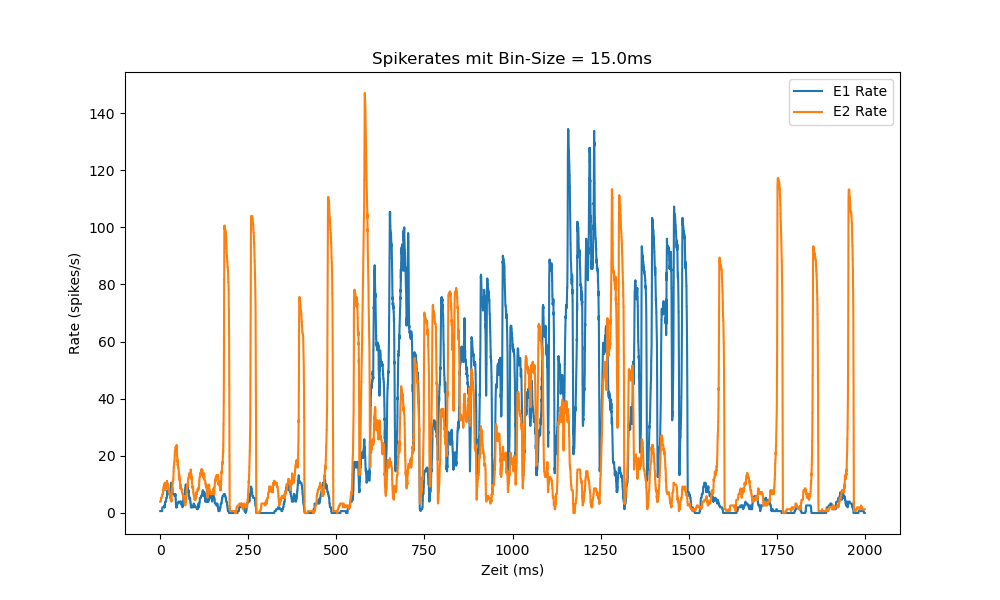 Spikerates mit Bin-Size = 15.0ms
E1 Rate
E2 Rate
Rate (spikes/s)
140
120
100
80
60
40
20
0
0 250 500 750 1000 1250 1500 1750 2000
Zeit (ms)